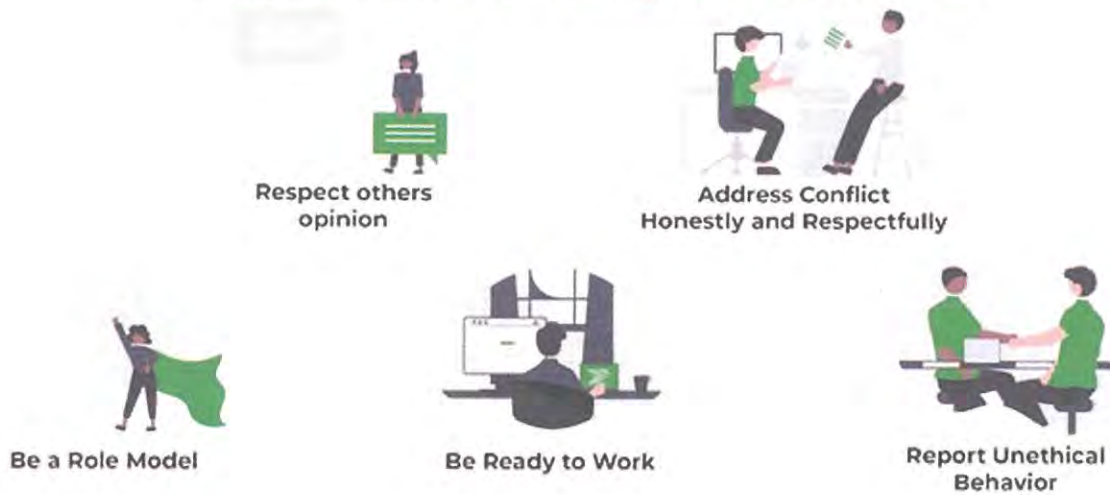 Respect others
opinion
Address Conflict
Honestly and Respectfully
Be a Role Model
Be Ready to Work
Report Unethical
Behavior